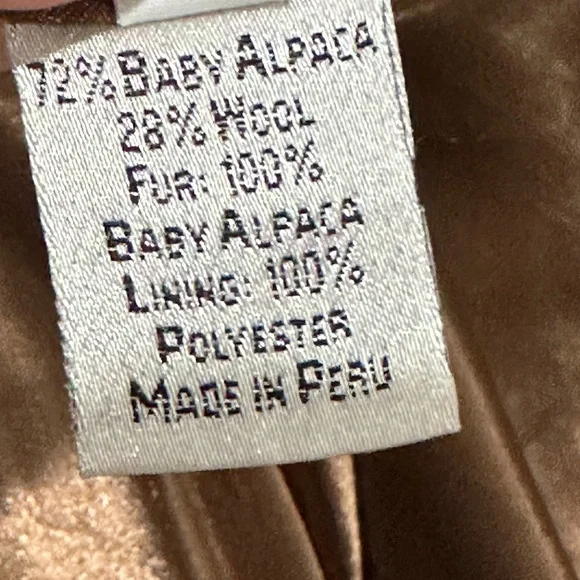 72% BABY ALPACA
28% WOOL
FUR: 100%
BABY ALPACA
LINING: 100%
POLYESTER
MADE IN PERU